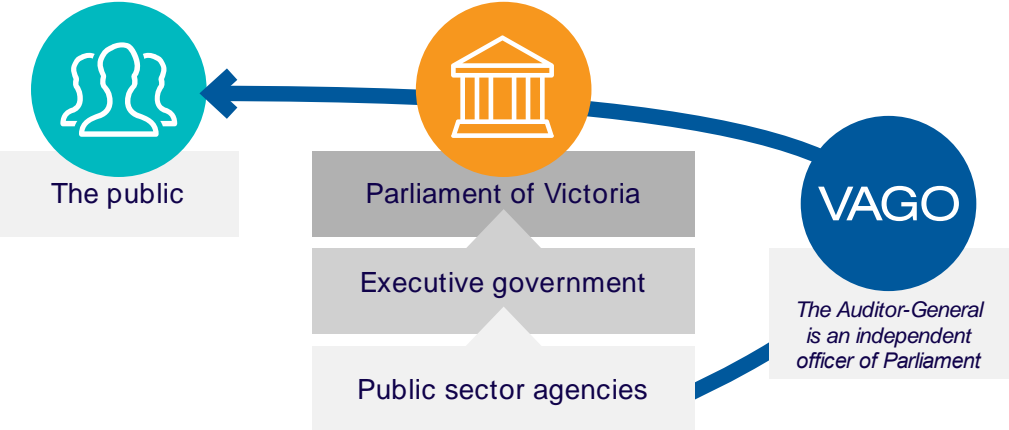 The public
Parliament of Victoria
Executive government
Public sector agencies
VAGO
The Auditor-General
is an independent
officer of Parliament